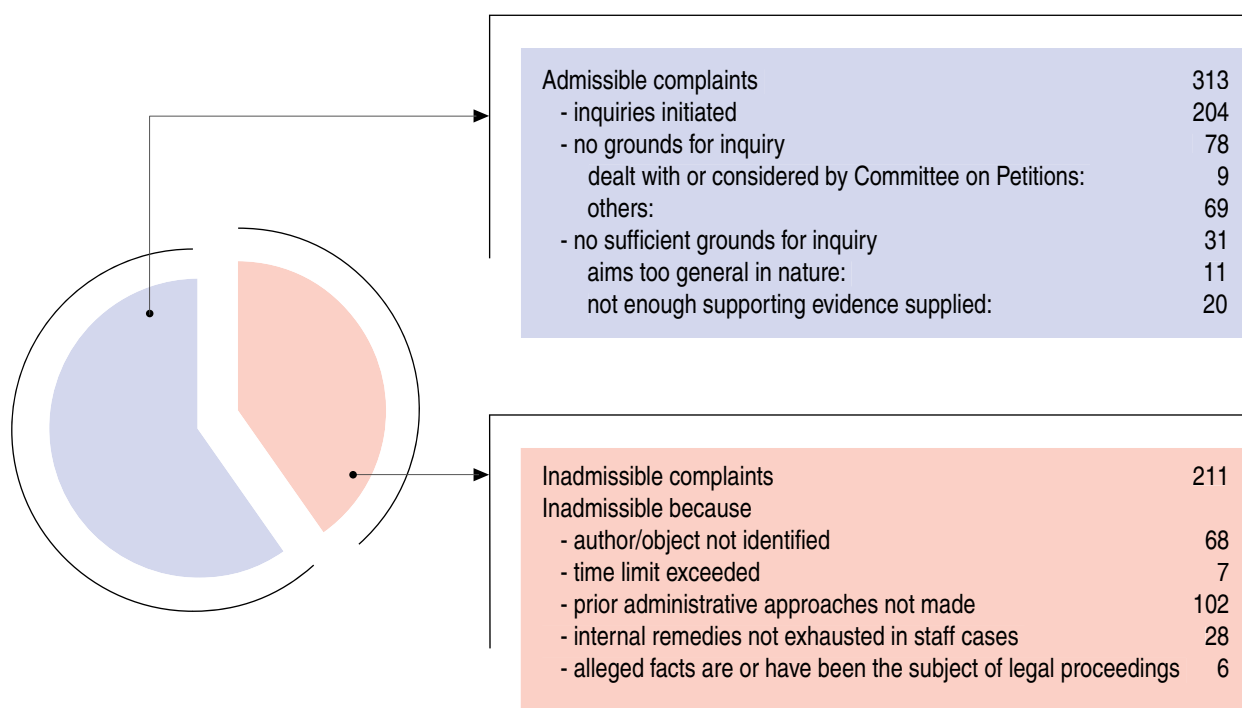 Admissible complaints 313
- inquiries initiated 204
- no grounds for inquiry 78
dealt with or considered by Committee on Petitions: 9
others: 69
- no sufficient grounds for inquiry 31
aims too general in nature: 11
not enough supporting evidence supplied: 20
Inadmissible complaints 211
Inadmissible because
- author/object not identified 68
- time limit exceeded 7
- prior administrative approaches not made 102
- internal remedies not exhausted in staff cases 28
- alleged facts are or have been the subject of legal proceedings 6